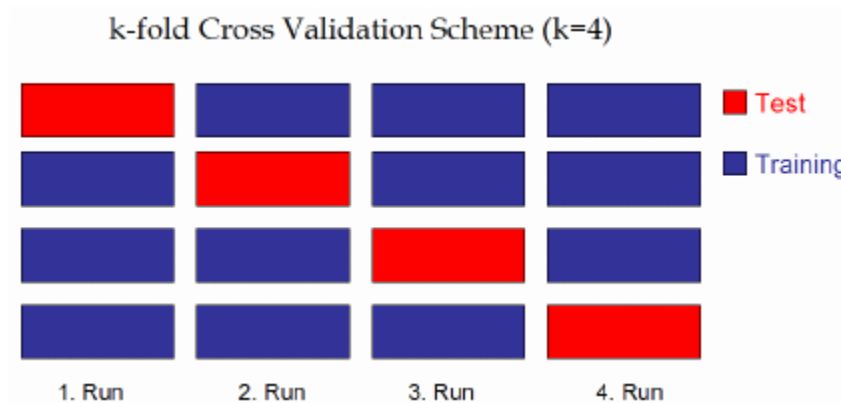 k-fold Cross Validation Scheme (k=4)
Test
Training
1. Run
2. Run
3. Run
4. Run